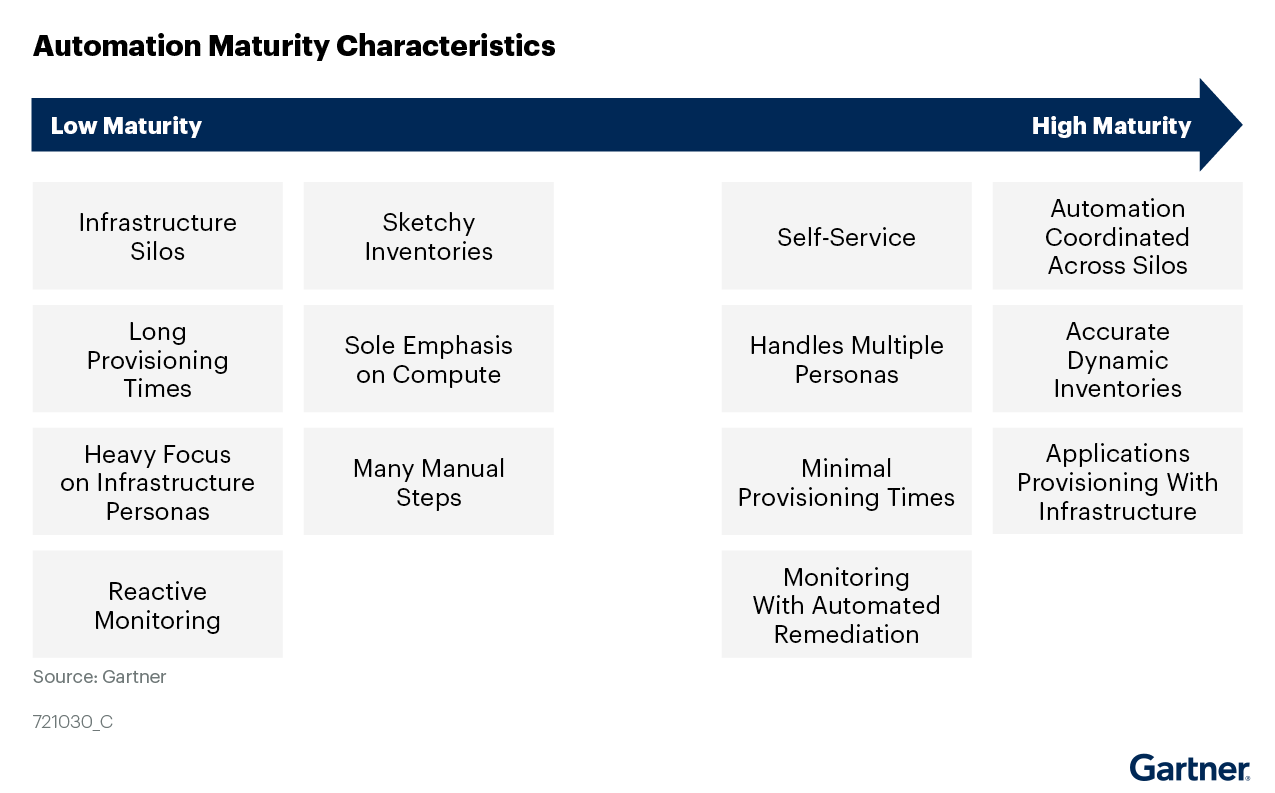 Automation Maturity Characteristics
Low Maturity
High Maturity
Infrastructure
Silos
Sketchy
Inventories
Self-Service
Automation
Coordinated
Across Silos
Long
Provisioning
Times
Sole Emphasis
on Compute
Handles Multiple
Personas
Accurate
Dynamic
Inventories
Heavy Focus
on Infrastructure
Personas
Many Manual
Steps
Minimal
Provisioning Times
Applications
Provisioning With
Infrastructure
Reactive
Monitoring
Monitoring
With Automated
Remediation
Source: Gartner
721030_C
Gartner®